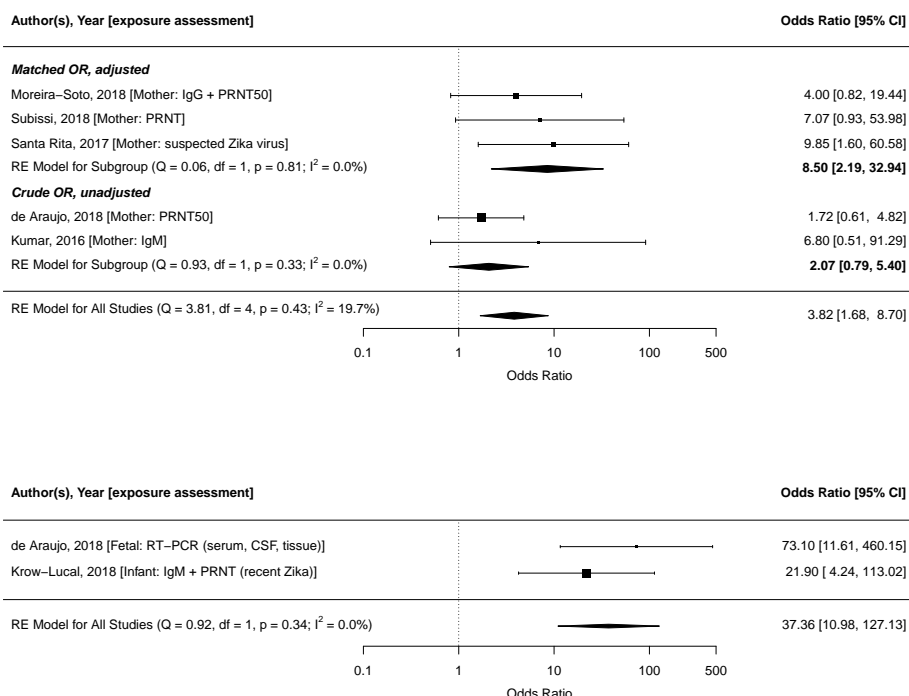 Author(s), Year [exposure assessment] Odds Ratio [95% CI]
Matched OR, adjusted
Moreira−Soto, 2018 [Mother: IgG + PRNT50] 4.00 [0.82, 19.44]
Subissi, 2018 [Mother: PRNT] 7.07 [0.93, 53.98]
Santa Rita, 2017 [Mother: suspected Zika virus] 9.85 [1.60, 60.58]
RE Model for Subgroup (Q = 0.06, df = 1, p = 0.81; I² = 0.0%) 8.50 [2.19, 32.94]
Crude OR, unadjusted
de Araujo, 2018 [Mother: PRNT50] 1.72 [0.61, 4.82]
Kumar, 2016 [Mother: IgM] 6.80 [0.51, 91.29]
RE Model for Subgroup (Q = 0.93, df = 1, p = 0.33; I² = 0.0%) 2.07 [0.79, 5.40]
RE Model for All Studies (Q = 3.81, df = 4, p = 0.43; I² = 19.7%) 3.82 [1.68, 8.70]
0.1 1 10 100 500
Odds Ratio
Author(s), Year [exposure assessment] Odds Ratio [95% CI]
de Araujo, 2018 [Fetal: RT−PCR (serum, CSF, tissue)] 73.10 [11.61, 460.15]
Krow−Lucal, 2018 [Infant: IgM + PRNT (recent Zika)] 21.90 [ 4.24, 113.02]
RE Model for All Studies (Q = 0.92, df = 1, p = 0.34; I² = 0.0%) 37.36 [10.98, 127.13]
0.1 1 10 100 500
Odds Ratio